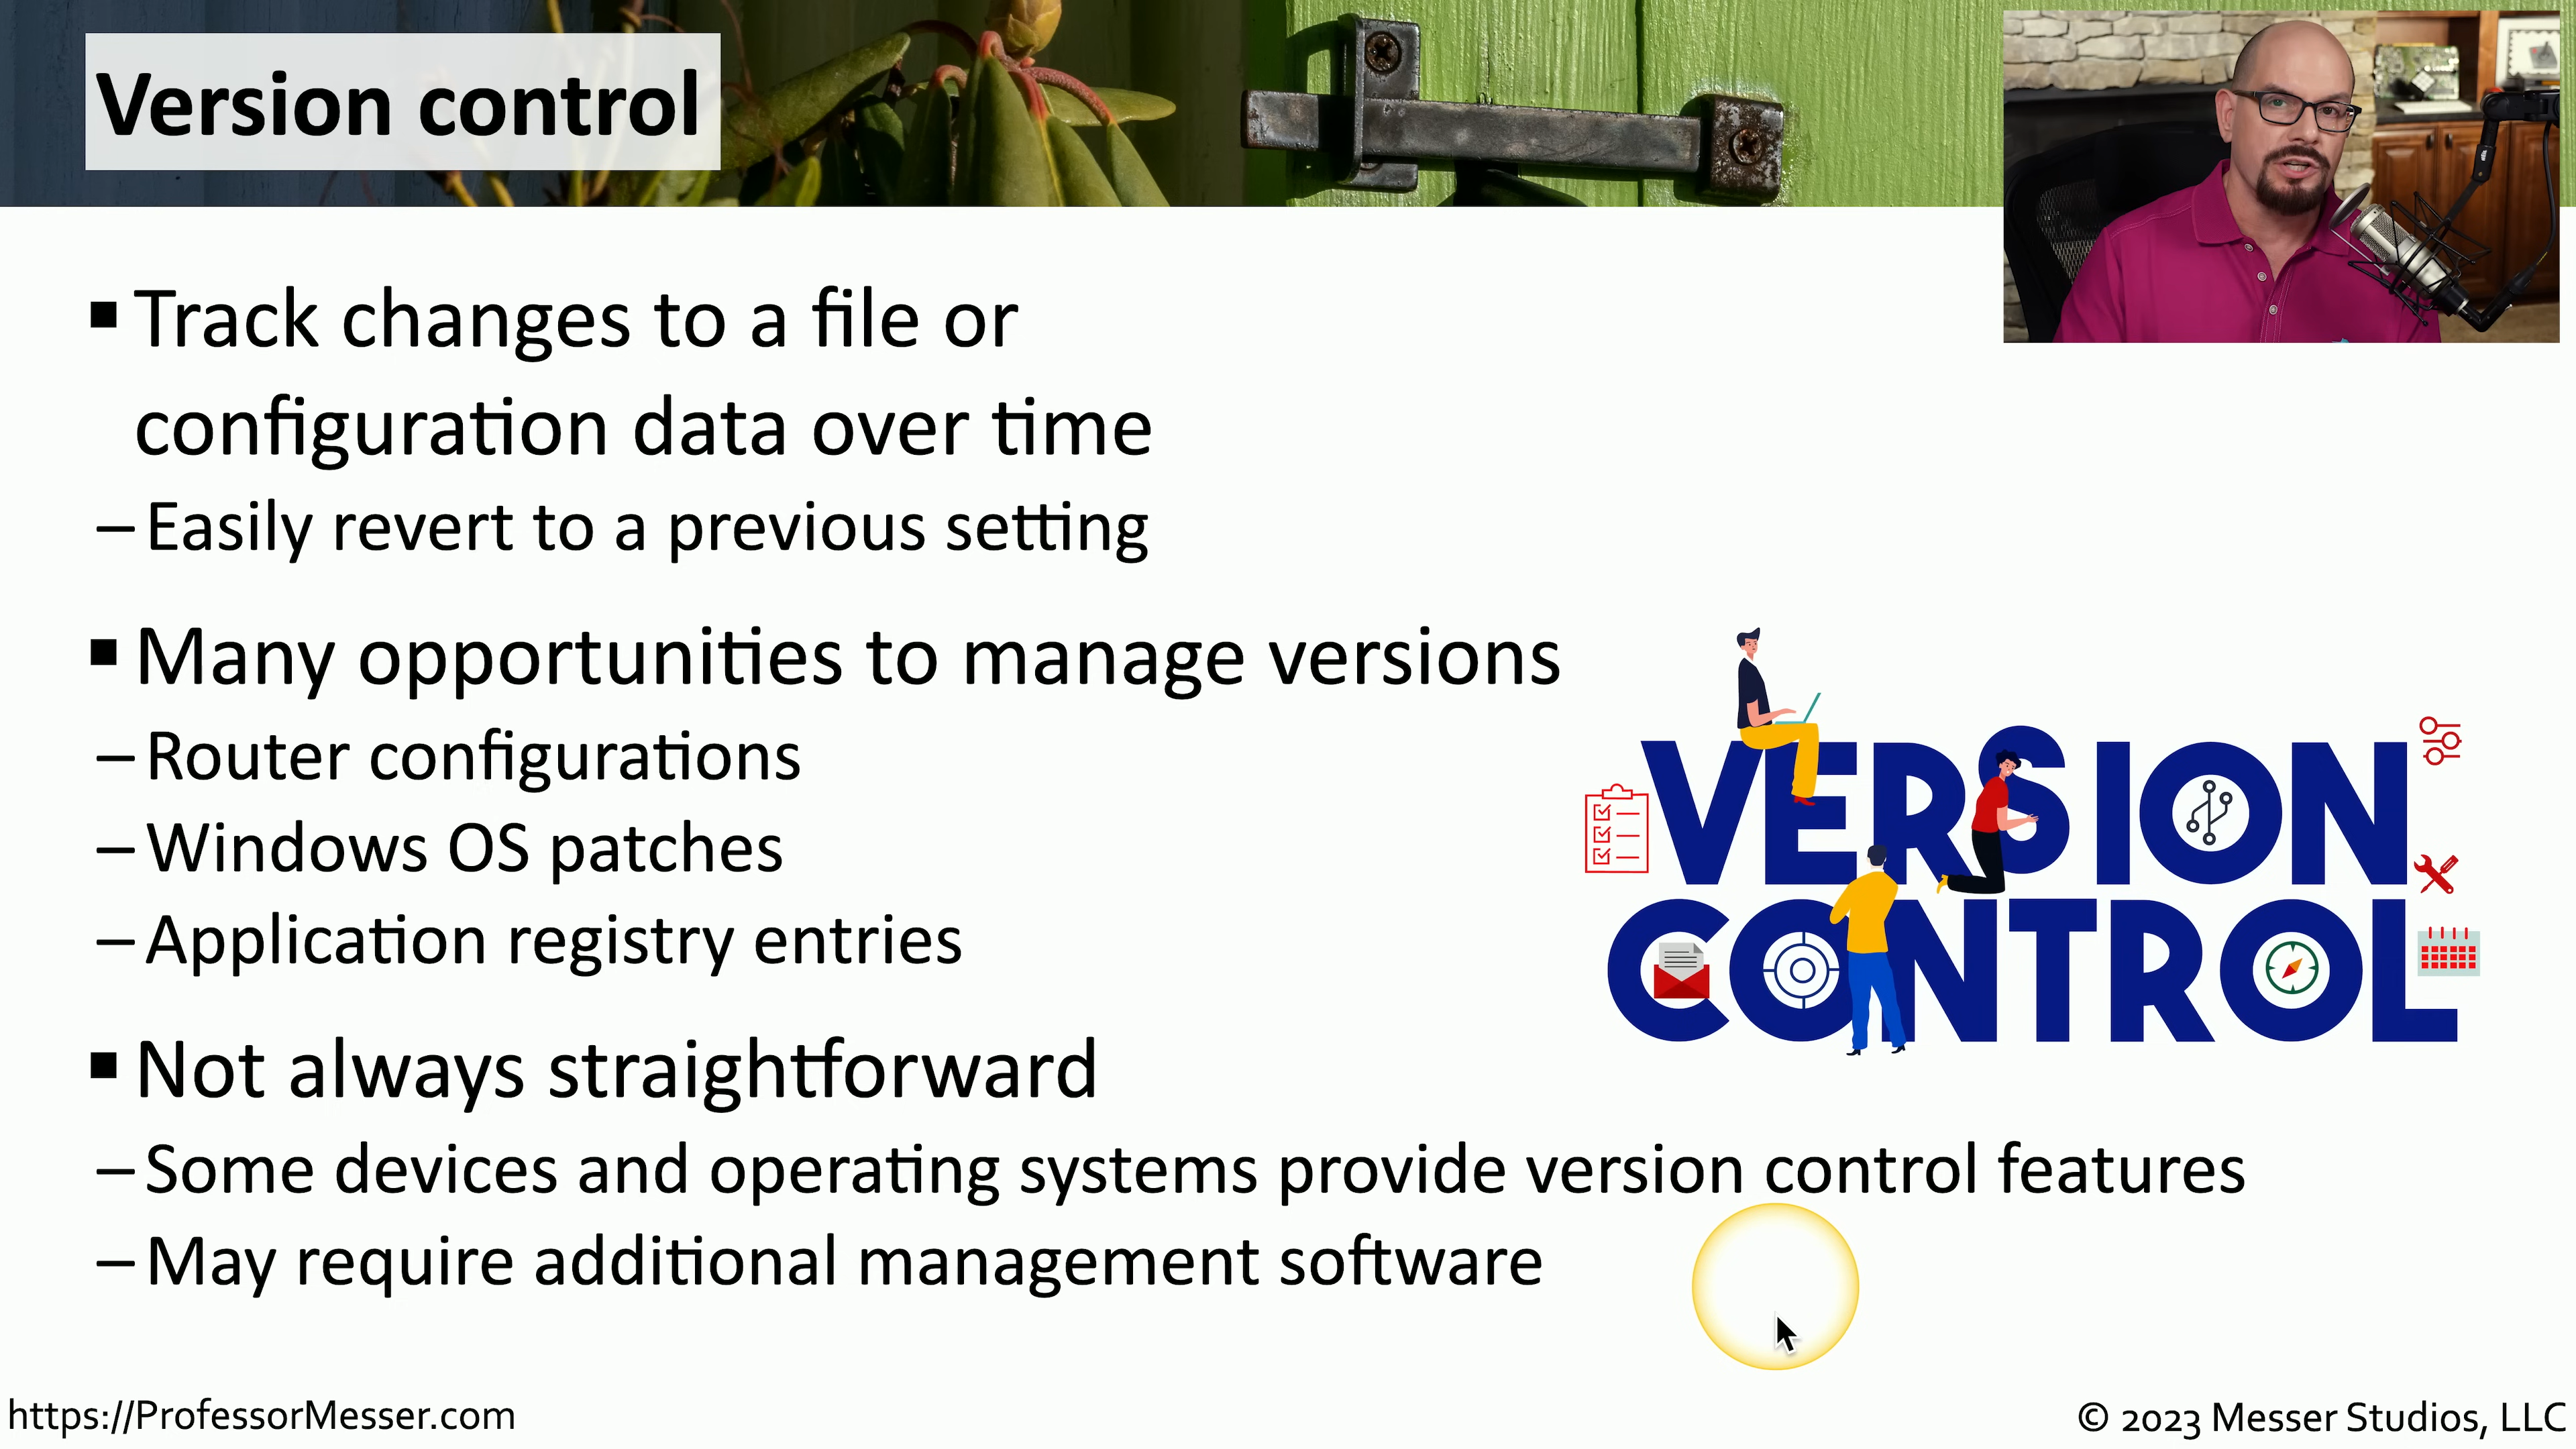 Version control
▪ Track changes to a file or
configuration data over time
– Easily revert to a previous setting
▪ Many opportunities to manage versions
– Router configurations
– Windows OS patches
– Application registry entries
▪ Not always straightforward
– Some devices and operating systems provide version control features
– May require additional management software
VERSION
CONTROL
https://ProfessorMesser.com
© 2023 Messer Studios, LLC